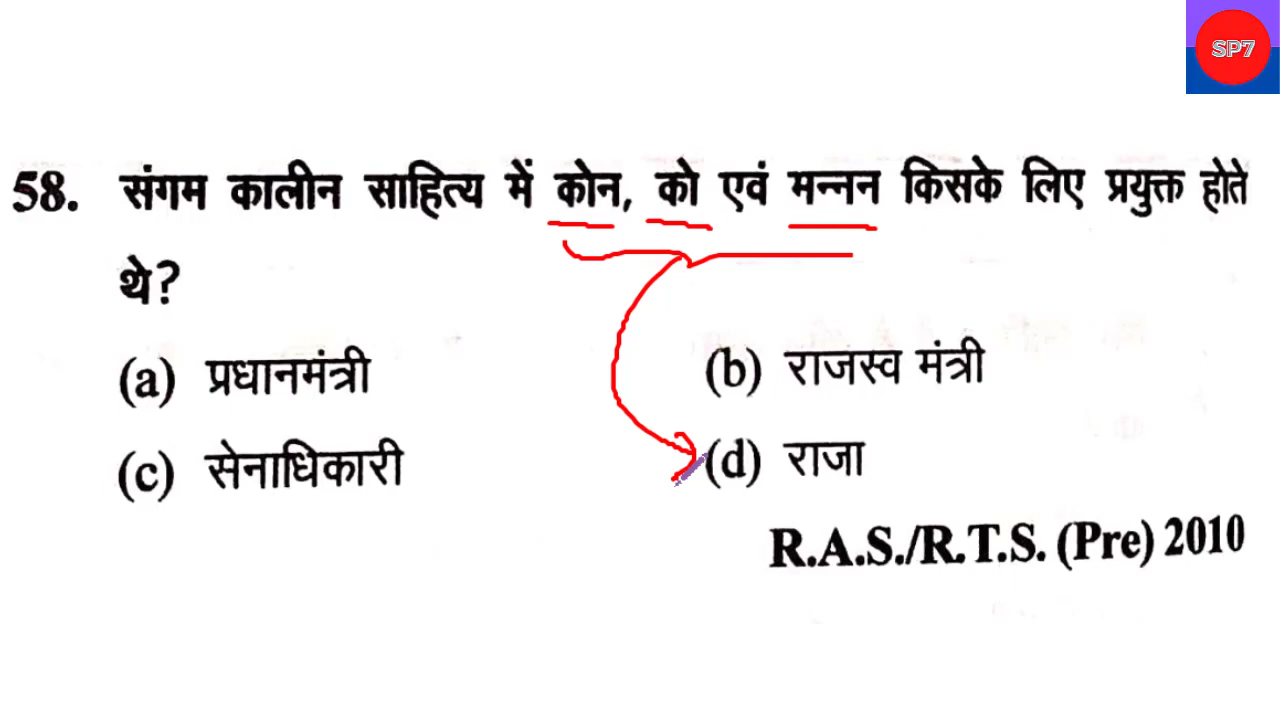 SP7
58. संगम कालीन साहित्य में कोन, को एवं मन्नन किसके लिए प्रयुक्त होते
थे?
(a) प्रधानमंत्री (b) राजस्व मंत्री
(c) सेनाधिकारी (d) राजा
R.A.S./R.T.S. (Pre) 2010